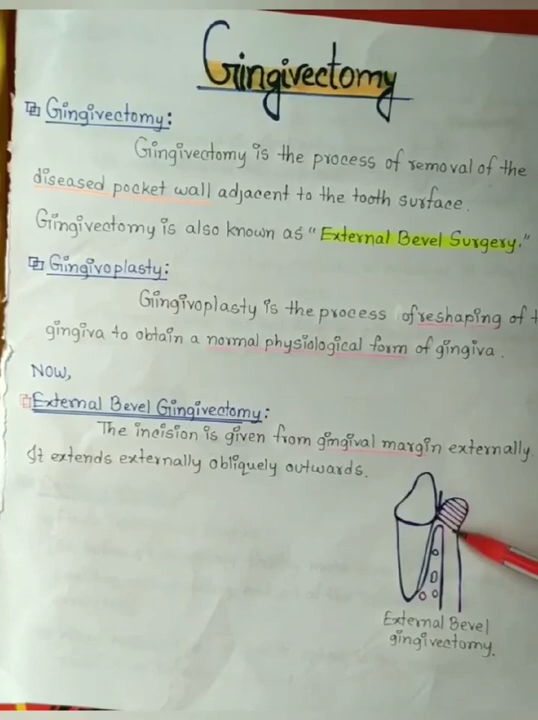 Gingivectomy
Gingivectomy:
Gingivectomy is the process of removal of the
diseased pocket wall adjacent to the tooth surface.
Gingivectomy is also known as "External Bevel Surgery."
Gingivoplasty:
Gingivoplasty is the process of reshaping of
gingiva to obtain a normal physiological form of gingiva.
NOW,
External Bevel Gingivectomy:
The incision is given from gingival margin externally.
It extends externally obliquely outwards.
External Bevel
gingivectomy.